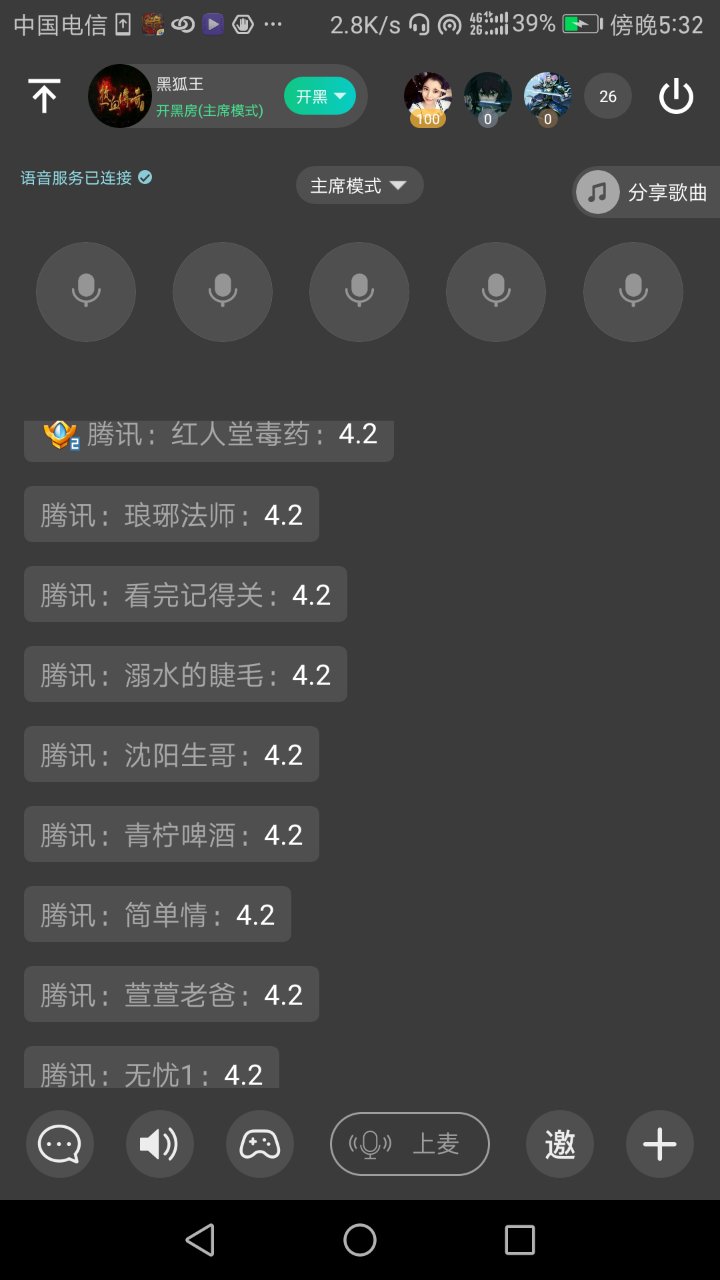 中国电信 2.8K/s 4G 2G 39% 傍晚5:32
黑狐王
开黑房(主席模式)
开黑
100 0 0 26
语音服务已连接
主席模式
分享歌曲
2 腾讯：红人堂毒药：4.2
腾讯：琅琊法师：4.2
腾讯：看完记得关：4.2
腾讯：溺水的睫毛：4.2
腾讯：沈阳生哥：4.2
腾讯：青柠啤酒：4.2
腾讯：简单情：4.2
腾讯：萱萱老爸：4.2
腾讯：无忧1：4.2
上麦
邀